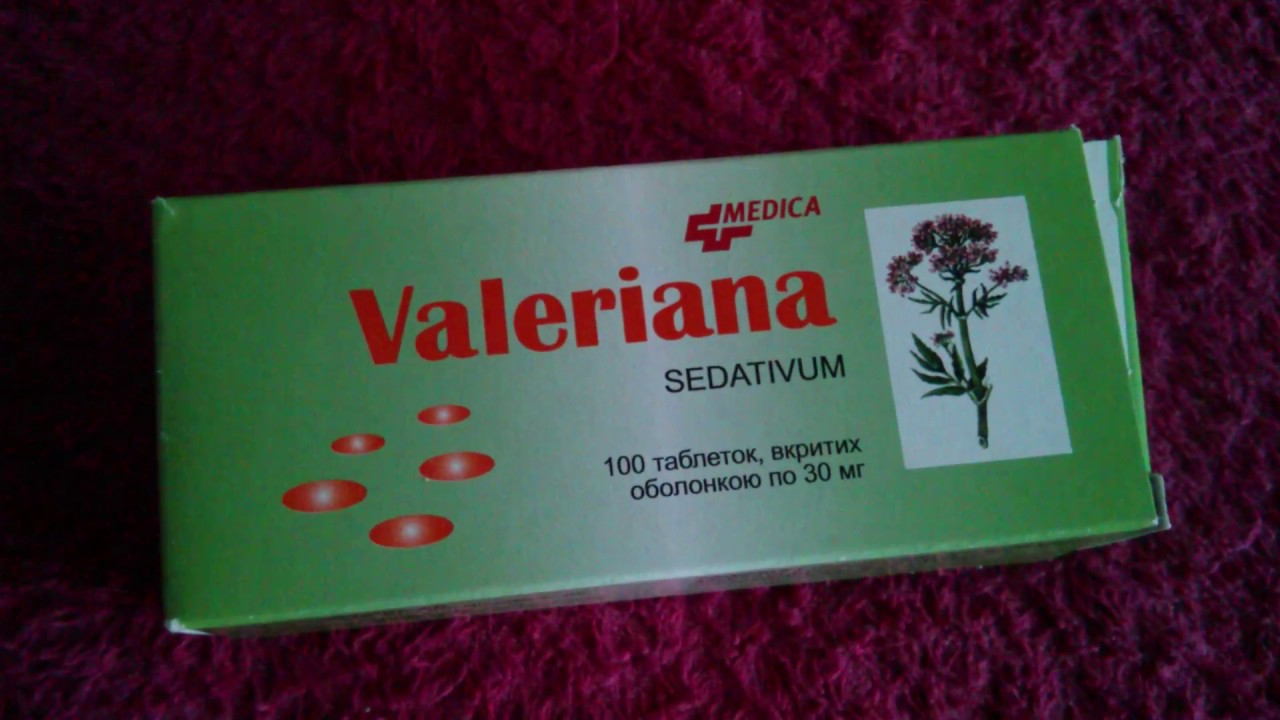 MEDICA
Valeriana
SEDATIVUM
100 таблеток, вкритих
оболонкою по 30 мг